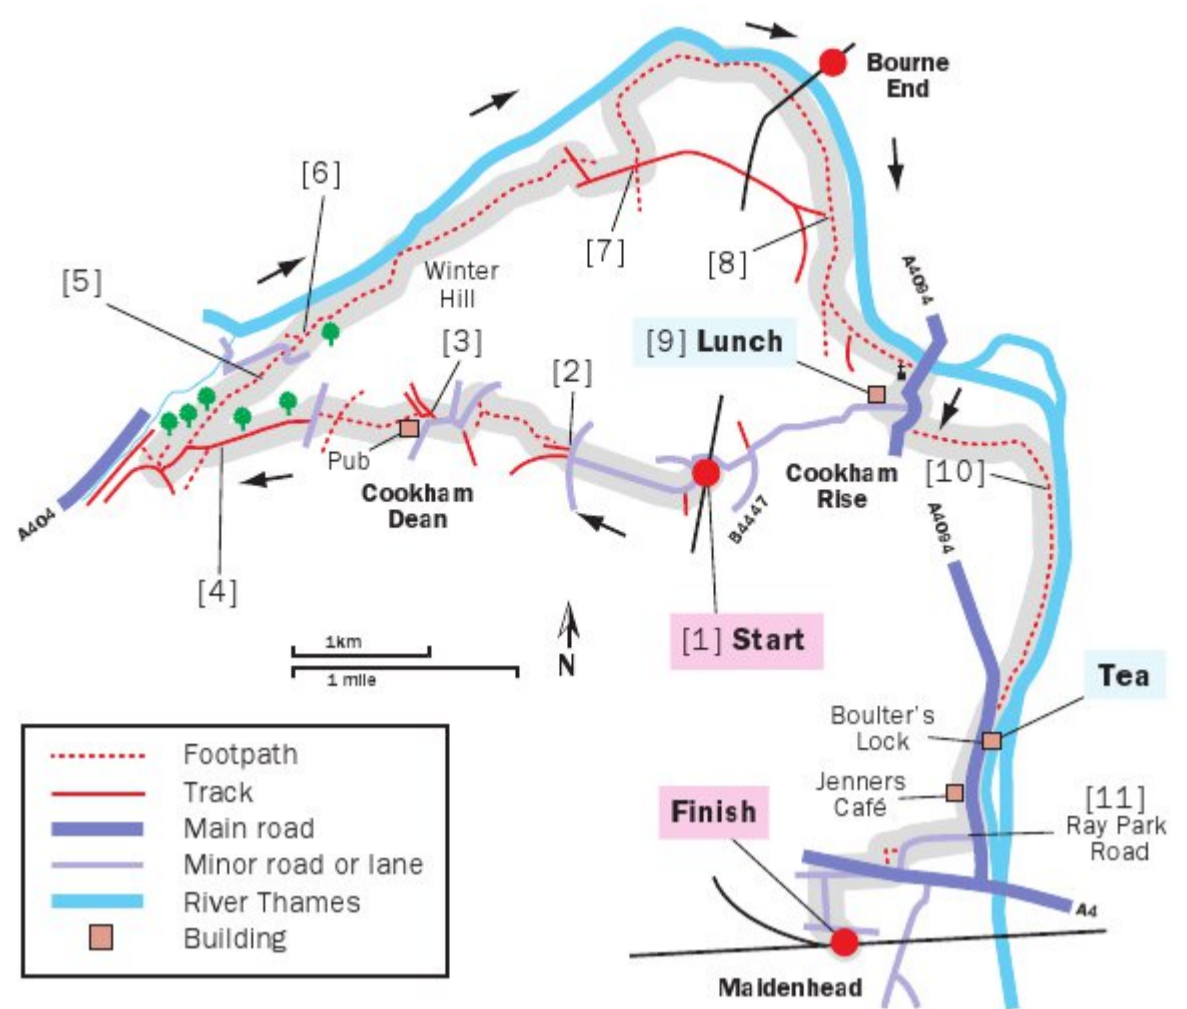 Bourne
End
[6]
[7]
[8]
[5]
Winter
Hill
A4094
[3]
[9] Lunch
[2]
Pub
Cookham
Dean
Cookham
Rise
[10]
B4447
A404
A4094
[4]
[1] Start
1km
1 mile
N
Tea
Boulter's
Lock
Jenners
Café
[11]
Ray Park
Road
Finish
A4
Maidenhead
Footpath
Track
Main road
Minor road or lane
River Thames
Building